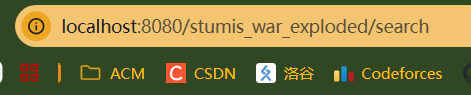 localhost:8080/stumis_war_exploded/search
ACM CSDN 洛谷 Codeforces